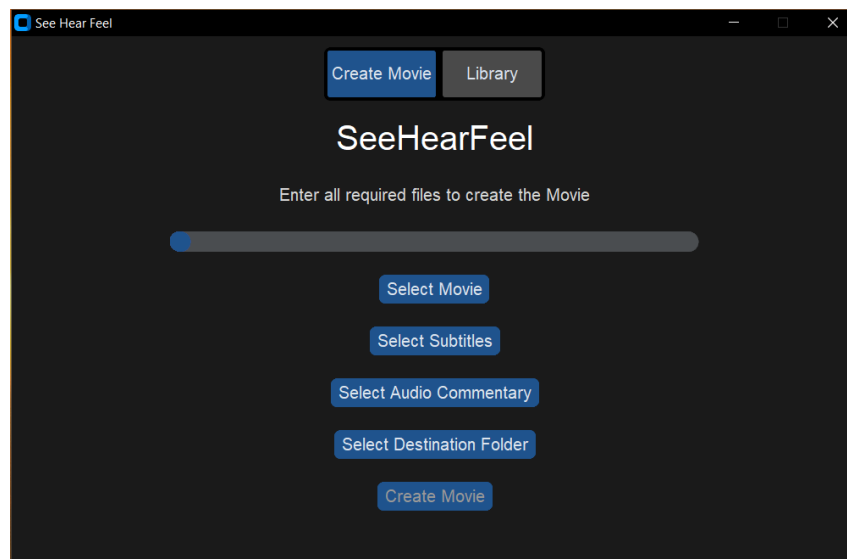 See Hear Feel
Create Movie Library
SeeHearFeel
Enter all required files to create the Movie
Select Movie
Select Subtitles
Select Audio Commentary
Select Destination Folder
Create Movie